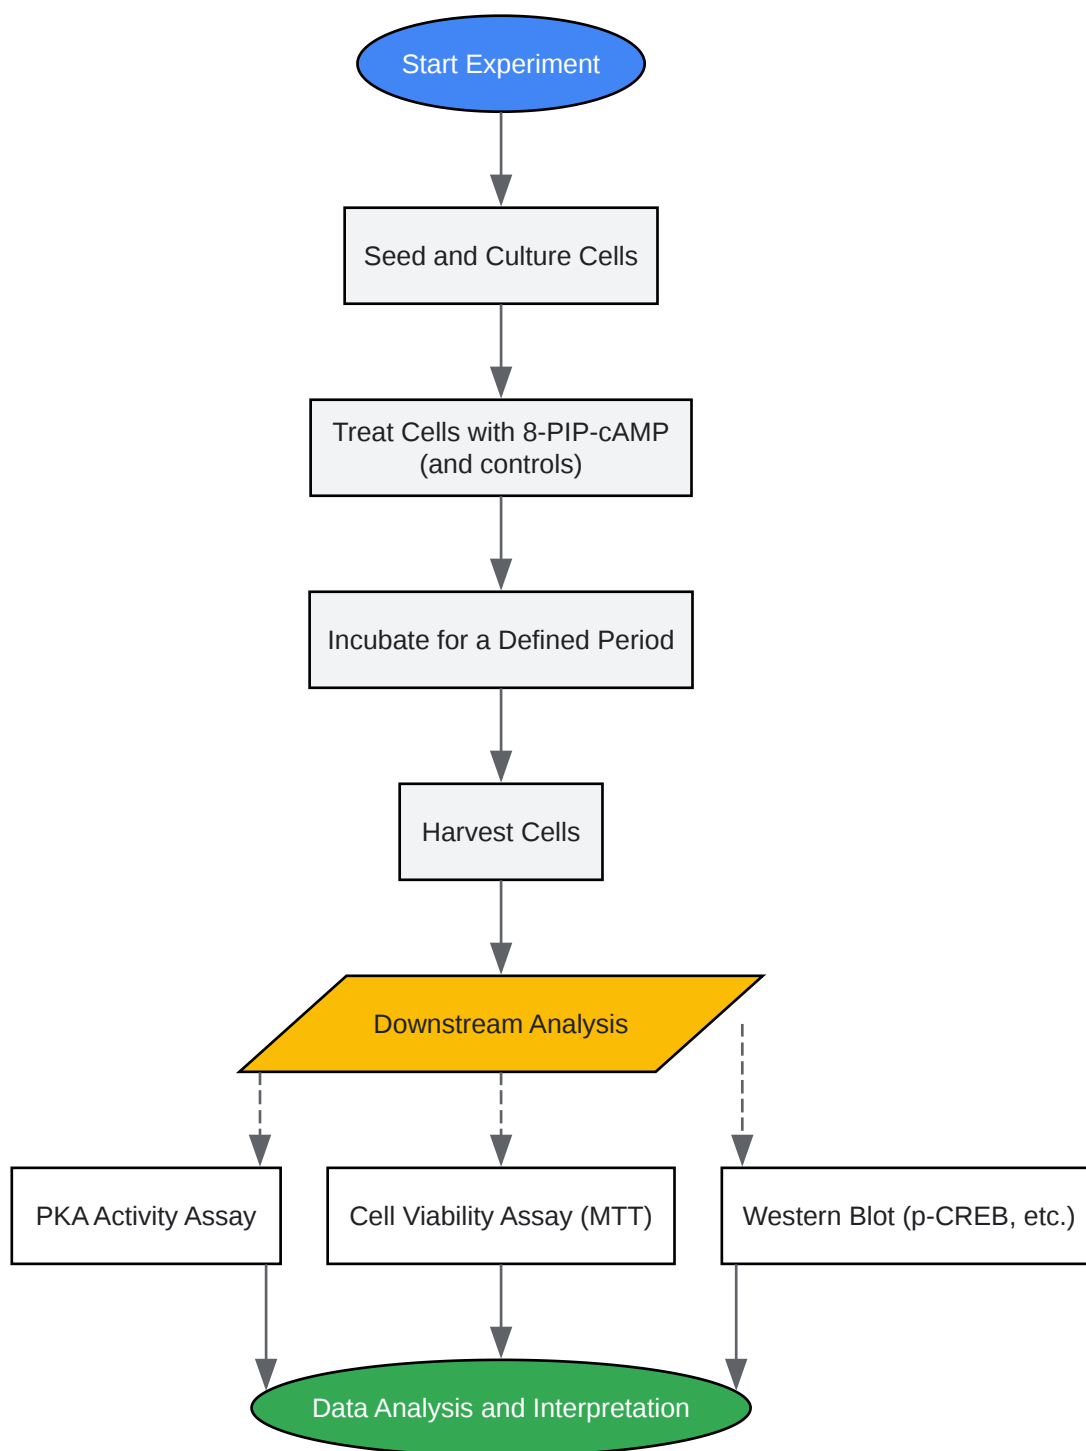 Start Experiment
Seed and Culture Cells
Treat Cells with 8-PIP-cAMP
(and controls)
Incubate for a Defined Period
Harvest Cells
Downstream Analysis
PKA Activity Assay
Cell Viability Assay (MTT)
Western Blot (p-CREB, etc.)
Data Analysis and Interpretation